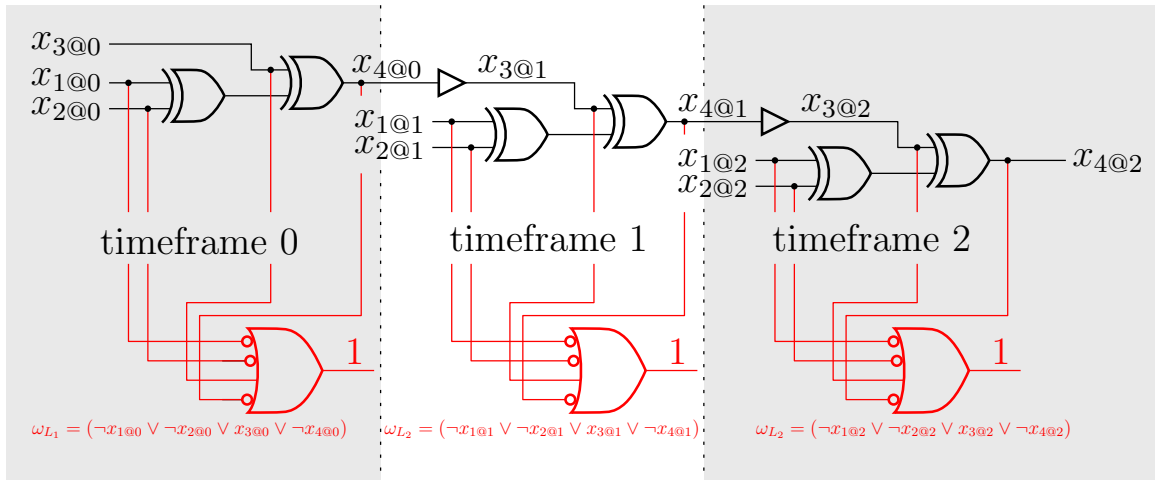 x3@0
x1@0
x2@0
x4@0
x3@1
x1@1
x2@1
x4@1
x3@2
x1@2
x2@2
x4@2
timeframe 0
timeframe 1
timeframe 2
1
1
1
ωL1 = (¬x1@0 ∨ ¬x2@0 ∨ x3@0 ∨ ¬x4@0)
ωL2 = (¬x1@1 ∨ ¬x2@1 ∨ x3@1 ∨ ¬x4@1)
ωL2 = (¬x1@2 ∨ ¬x2@2 ∨ x3@2 ∨ ¬x4@2)